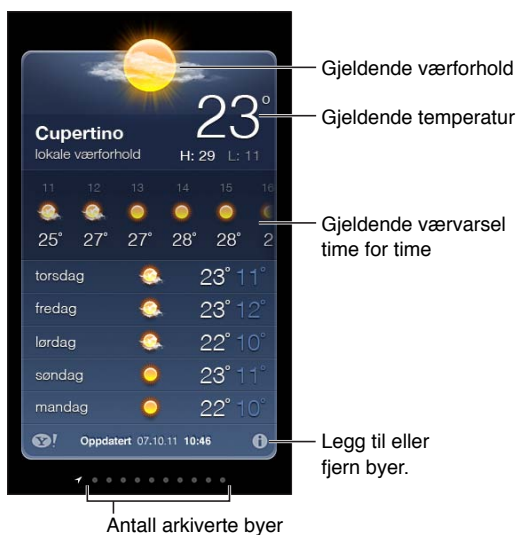 Gjeldende værforhold
23°
Gjeldende temperatur
Cupertino
lokale værforhold
H: 29 L: 11
11 12 13 14 15 16
25° 27° 27° 28° 28° 2
Gjeldende værvarsel
time for time
torsdag 23° 11°
fredag 23° 12°
lørdag 22° 10°
søndag 23° 11°
mandag 22° 10°
Y! Oppdatert 07.10.11 10:46 i
Legg til eller
fjern byer.
Antall arkiverte byer